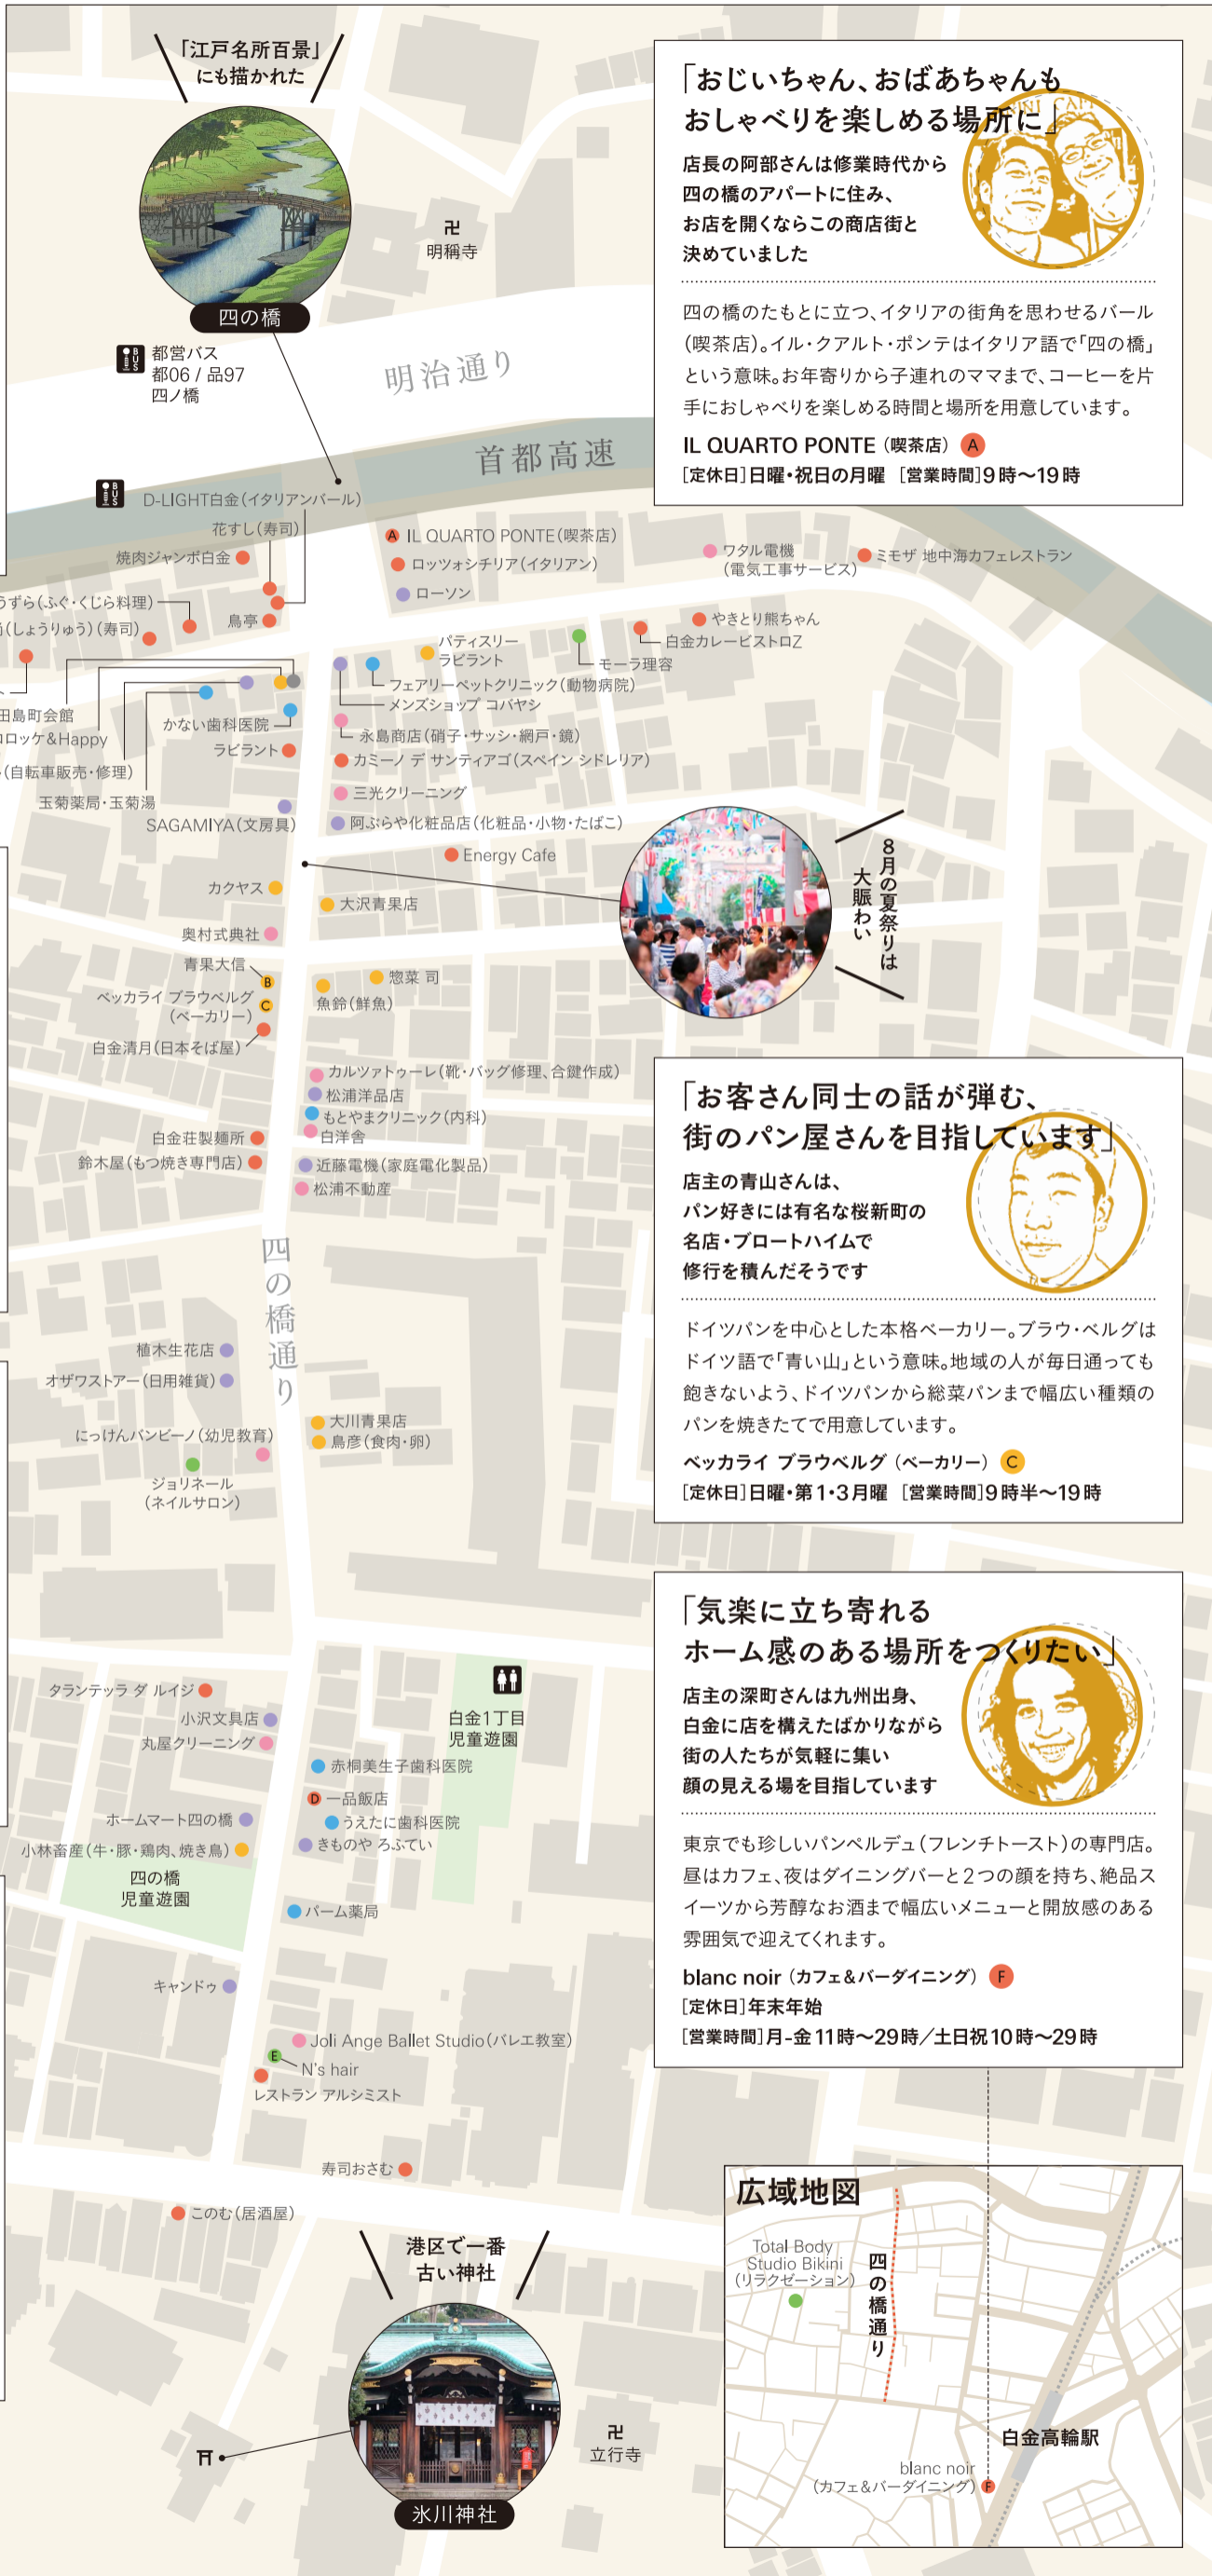 「江戸名所百景」
にも描かれた
四の橋
卍
明稱寺
BUS
都営バス
都06 / 品97
四ノ橋
明治通り
首都高速
BUS
D-LIGHT白金(イタリアンバール)
花すし(寿司)
焼肉ジャンボ白金
うずら(ふぐ・くじら料理)
(しょうりゅう)(寿司)
鳥亭
田島町会館
ロッケ&Happy
(自転車販売・修理)
玉菊薬局・玉菊湯
かない歯科医院
ラビラント
SAGAMIYA(文房具)
A IL QUARTO PONTE(喫茶店)
ロッツォシチリア(イタリアン)
ローソン
ワタル電機
(電気工事サービス)
ミモザ 地中海カフェレストラン
やきとり熊ちゃん
白金カレービストロZ
モーラ理容
パティスリー
ラビラント
フェアリーペットクリニック(動物病院)
メンズショップ コバヤシ
永島商店(硝子・サッシ・網戸・鏡)
カミーノ デ サンティアゴ(スペイン シドレリア)
三光クリーニング
阿ぶらや化粧品店(化粧品・小物・たばこ)
Energy Cafe
8月の夏祭りは
大賑わい
カクヤス
大沢青果店
奥村式典社
青果大信
B
ベッカライ ブラウベルグ
(ベーカリー)
C
白金清月(日本そば屋)
惣菜 司
魚鈴(鮮魚)
カルツァトゥーレ(靴・バッグ修理、合鍵作成)
松浦洋品店
もとやまクリニック(内科)
白洋舎
白金荘製麺所
鈴木屋(もつ焼き専門店)
近藤電機(家庭電化製品)
松浦不動産
四の橋通り
植木生花店
オザワストアー(日用雑貨)
にっけんバンビーノ(幼児教育)
ジョリネール
(ネイルサロン)
大川青果店
鳥彦(食肉・卵)
タランテッラ ダ ルイジ
小沢文具店
丸屋クリーニング
白金1丁目
児童遊園
赤桐美生子歯科医院
D 一品飯店
うえたに歯科医院
きものや ろふてい
ホームマート四の橋
小林畜産(牛・豚・鶏肉、焼き鳥)
四の橋
児童遊園
パーム薬局
キャンドゥ
Joli Ange Ballet Studio(バレエ教室)
E
N's hair
レストラン アルシミスト
寿司おさむ
このむ(居酒屋)
港区で一番
古い神社
氷川神社
卍
立行寺
「おじいちゃん、おばあちゃんも
おしゃべりを楽しめる場所に」
店長の阿部さんは修業時代から
四の橋のアパートに住み、
お店を開くならこの商店街と
決めていました
四の橋のたもとに立つ、イタリアの街角を思わせるバール
(喫茶店)。イル・クアルト・ポンテはイタリア語で「四の橋」
という意味。お年寄りから子連れのママまで、コーヒーを片
手におしゃべりを楽しめる時間と場所を用意しています。
IL QUARTO PONTE (喫茶店) A
[定休日]日曜・祝日の月曜 [営業時間]9時〜19時
「お客さん同士の話が弾む、
街のパン屋さんを目指しています」
店主の青山さんは、
パン好きには有名な桜新町の
名店・ブロートハイムで
修行を積んだそうです
ドイツパンを中心とした本格ベーカリー。ブラウ・ベルグは
ドイツ語で「青い山」という意味。地域の人が毎日通っても
飽きないよう、ドイツパンから総菜パンまで幅広い種類の
パンを焼きたてで用意しています。
ベッカライ ブラウベルグ (ベーカリー) C
[定休日]日曜・第1・3月曜 [営業時間]9時半〜19時
「気楽に立ち寄れる
ホーム感のある場所をつくりたい」
店主の深町さんは九州出身、
白金に店を構えたばかりながら
街の人たちが気軽に集い
顔の見える場を目指しています
東京でも珍しいパンペルデュ(フレンチトースト)の専門店。
昼はカフェ、夜はダイニングバーと2つの顔を持ち、絶品ス
イーツから芳醇なお酒まで幅広いメニューと開放感のある
雰囲気で迎えてくれます。
blanc noir (カフェ&バーダイニング) F
[定休日]年末年始
[営業時間]月-金 11時〜29時/土日祝 10時〜29時
広域地図
Total Body
Studio Bikini
(リラクゼーション)
四の橋通り
白金高輪駅
blanc noir
(カフェ&バーダイニング) F